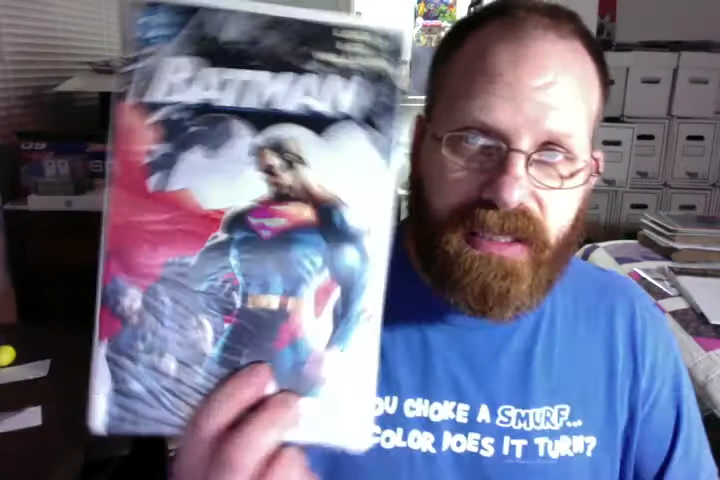 BATMAN
OU CHOKE A SMURF...
COLOR DOES IT TURN?